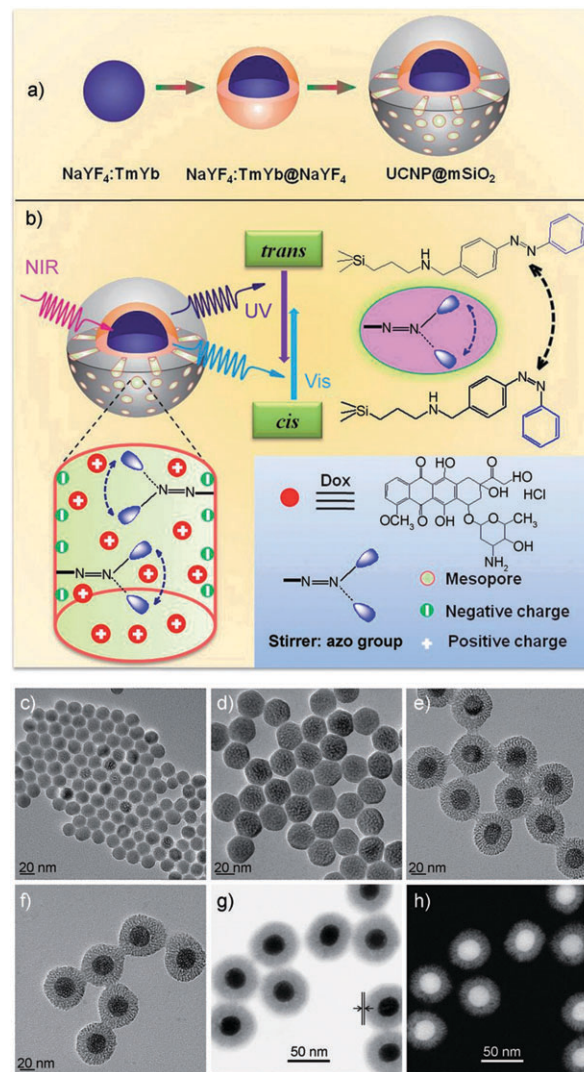 a)
NaYF₄:TmYb
NaYF₄:TmYb@NaYF₄
UCNP@mSiO₂
b)
NIR
UV
Vis
trans
cis
Si
H
N
N=N
Si
H
N
N=N
N=N
N=N
N=N
Dox
O
OH
O
OH
OH
HO
HCl
OCH₃
O
OH
O
O
CH₃
OH
NH₂
N=N
Mesopore
Negative charge
Positive charge
Stirrer: azo group
c)
20 nm
d)
20 nm
e)
20 nm
f)
20 nm
g)
50 nm
h)
50 nm